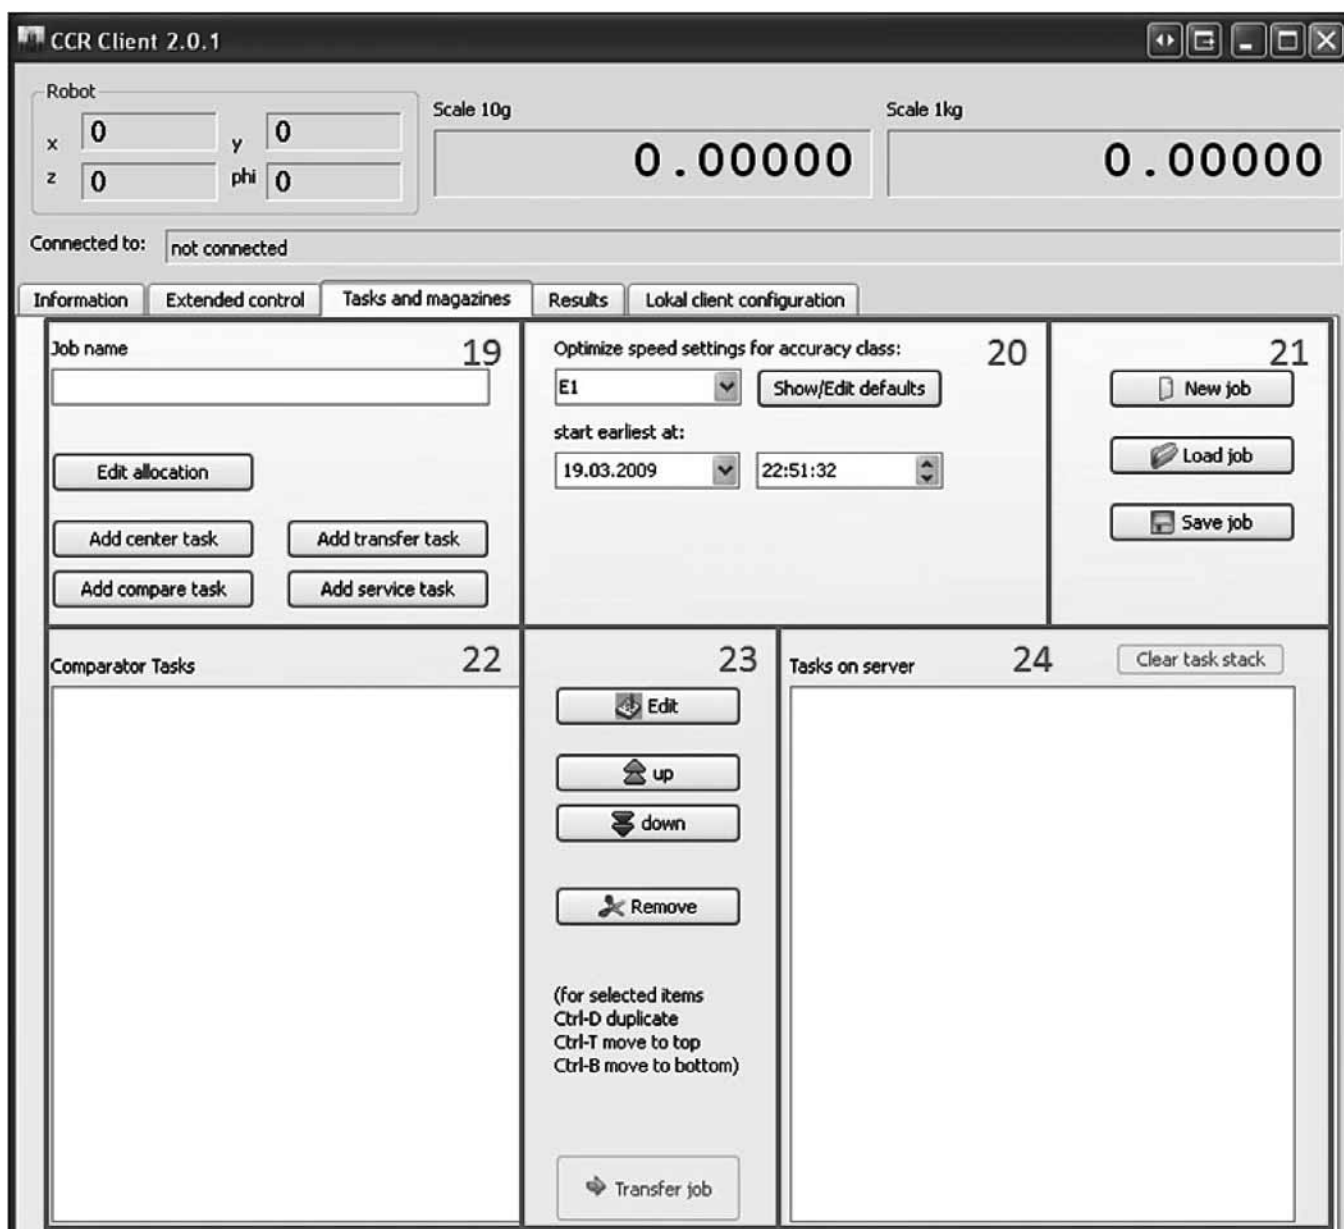 CCR Client 2.0.1
Robot
x 0 y 0
z 0 phi 0
Scale 10g
0.00000
Scale 1kg
0.00000
Connected to: not connected
Information Extended control Tasks and magazines Results Lokal client configuration
Job name 19
Edit allocation
Add center task Add transfer task
Add compare task Add service task
Optimize speed settings for accuracy class: 20
E1 Show/Edit defaults
start earliest at:
19.03.2009 22:51:32
21
New job
Load job
Save job
Comparator Tasks 22
23
Edit
up
down
Remove
(for selected items
Ctrl-D duplicate
Ctrl-T move to top
Ctrl-B move to bottom)
Transfer job
Tasks on server 24 Clear task stack